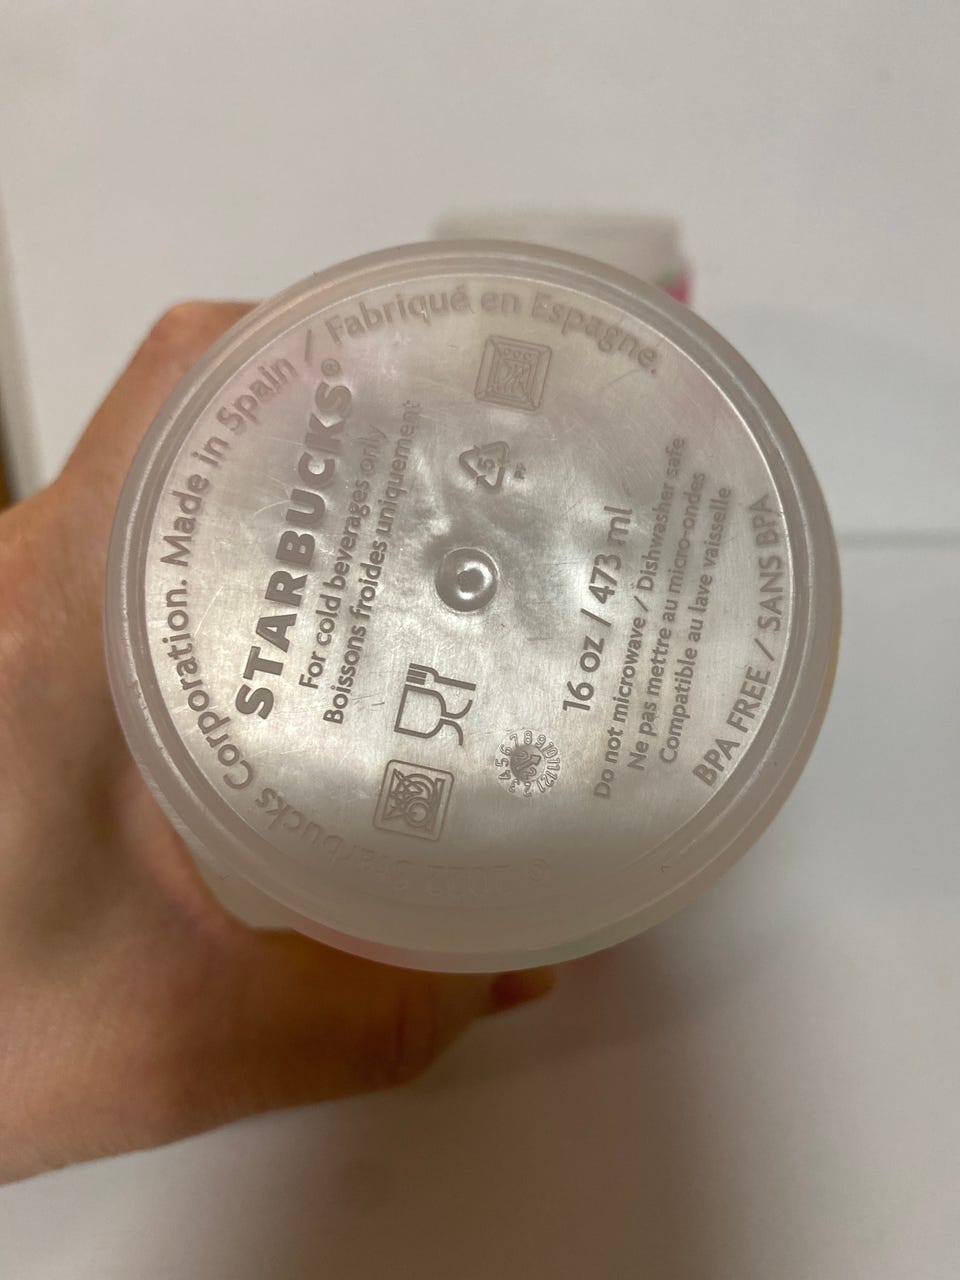 © 2022 Starbucks Corporation. Made in Spain / Fabriqué en Espagne.
STARBUCKS®
For cold beverages only
Boissons froides uniquement
5
PP
16 oz / 473 ml
Do not microwave / Dishwasher safe
Ne pas mettre au micro-ondes
Compatible au lave vaisselle
BPA FREE / SANS BPA